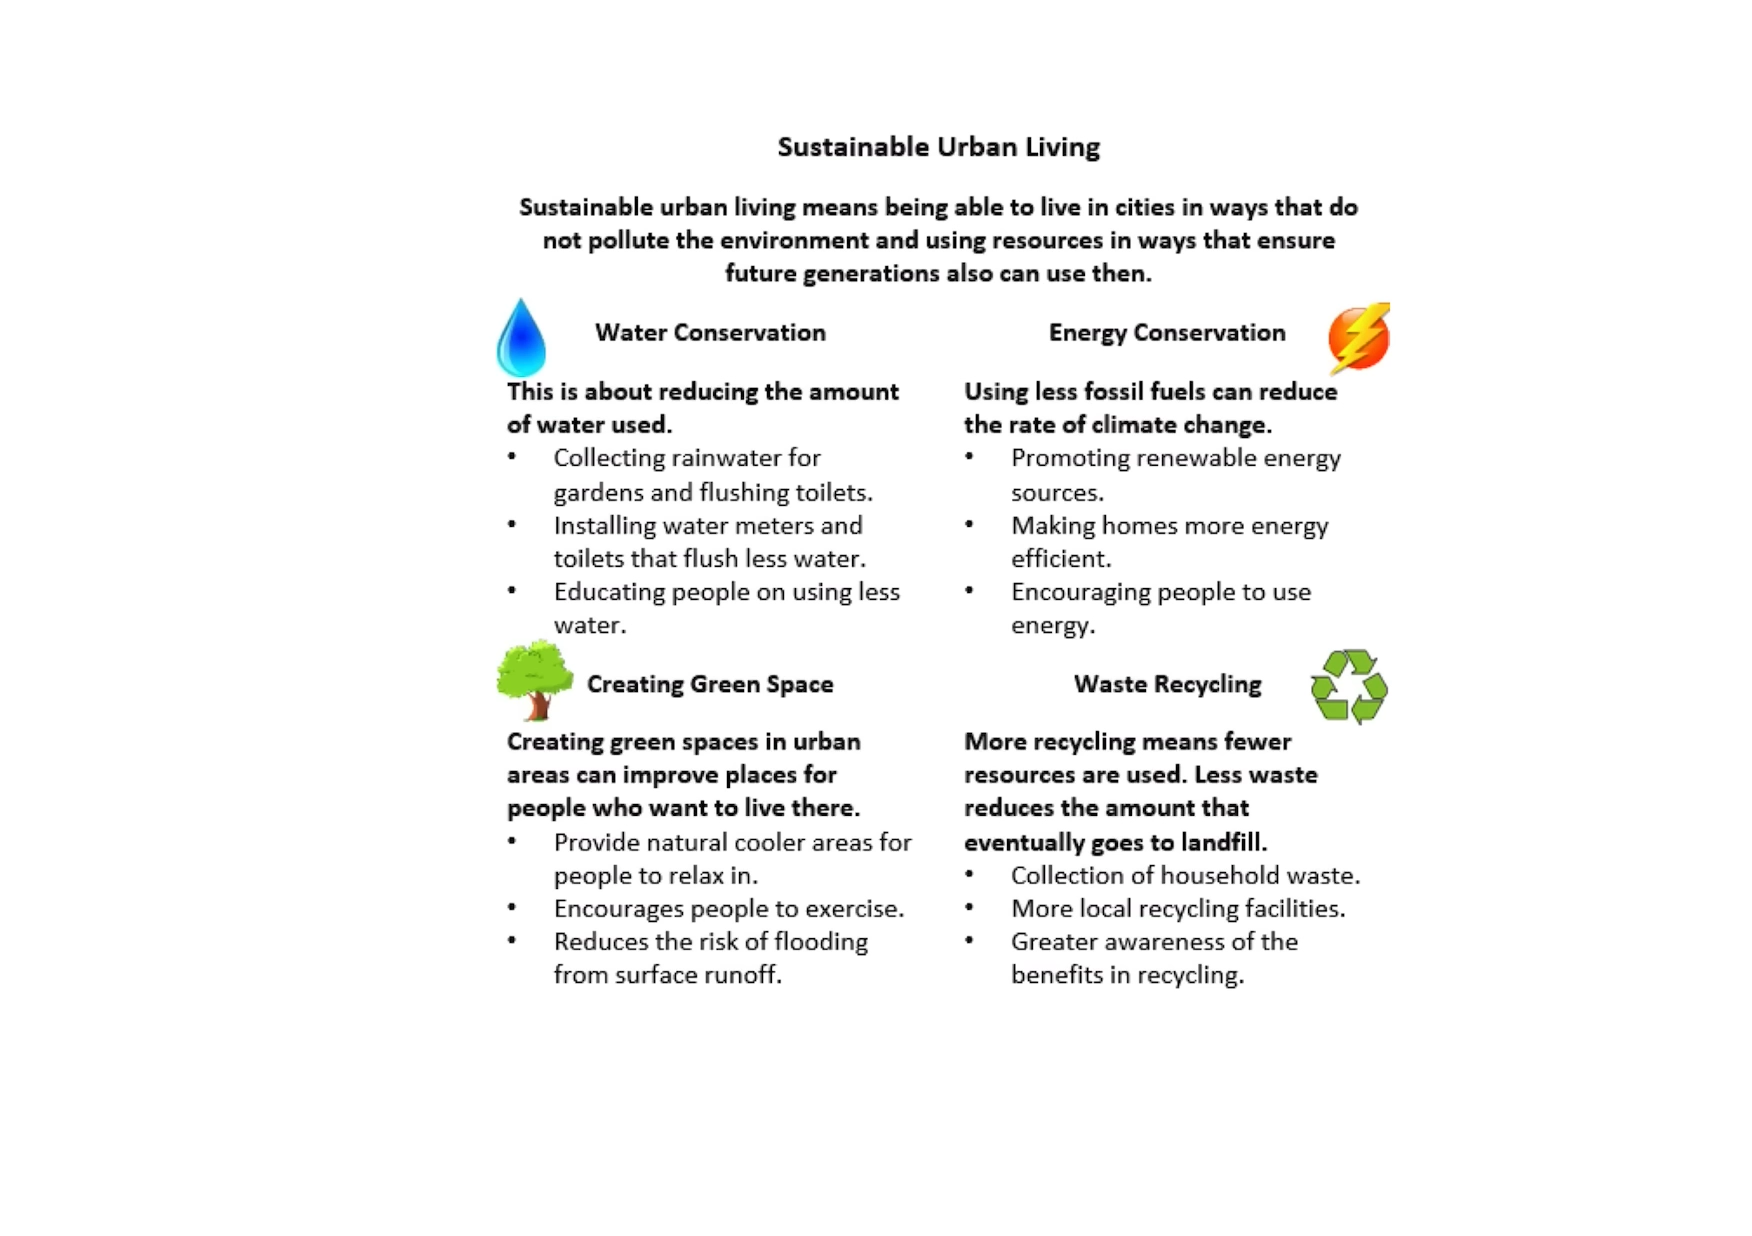 Sustainable Urban Living
Sustainable urban living means being able to live in cities in ways that do
not pollute the environment and using resources in ways that ensure
future generations also can use then.
Water Conservation
This is about reducing the amount
of water used.
• Collecting rainwater for
gardens and flushing toilets.
• Installing water meters and
toilets that flush less water.
• Educating people on using less
water.
Energy Conservation
Using less fossil fuels can reduce
the rate of climate change.
• Promoting renewable energy
sources.
• Making homes more energy
efficient.
• Encouraging people to use
energy.
Creating Green Space
Creating green spaces in urban
areas can improve places for
people who want to live there.
• Provide natural cooler areas for
people to relax in.
• Encourages people to exercise.
• Reduces the risk of flooding
from surface runoff.
Waste Recycling
More recycling means fewer
resources are used. Less waste
reduces the amount that
eventually goes to landfill.
• Collection of household waste.
• More local recycling facilities.
• Greater awareness of the
benefits in recycling.